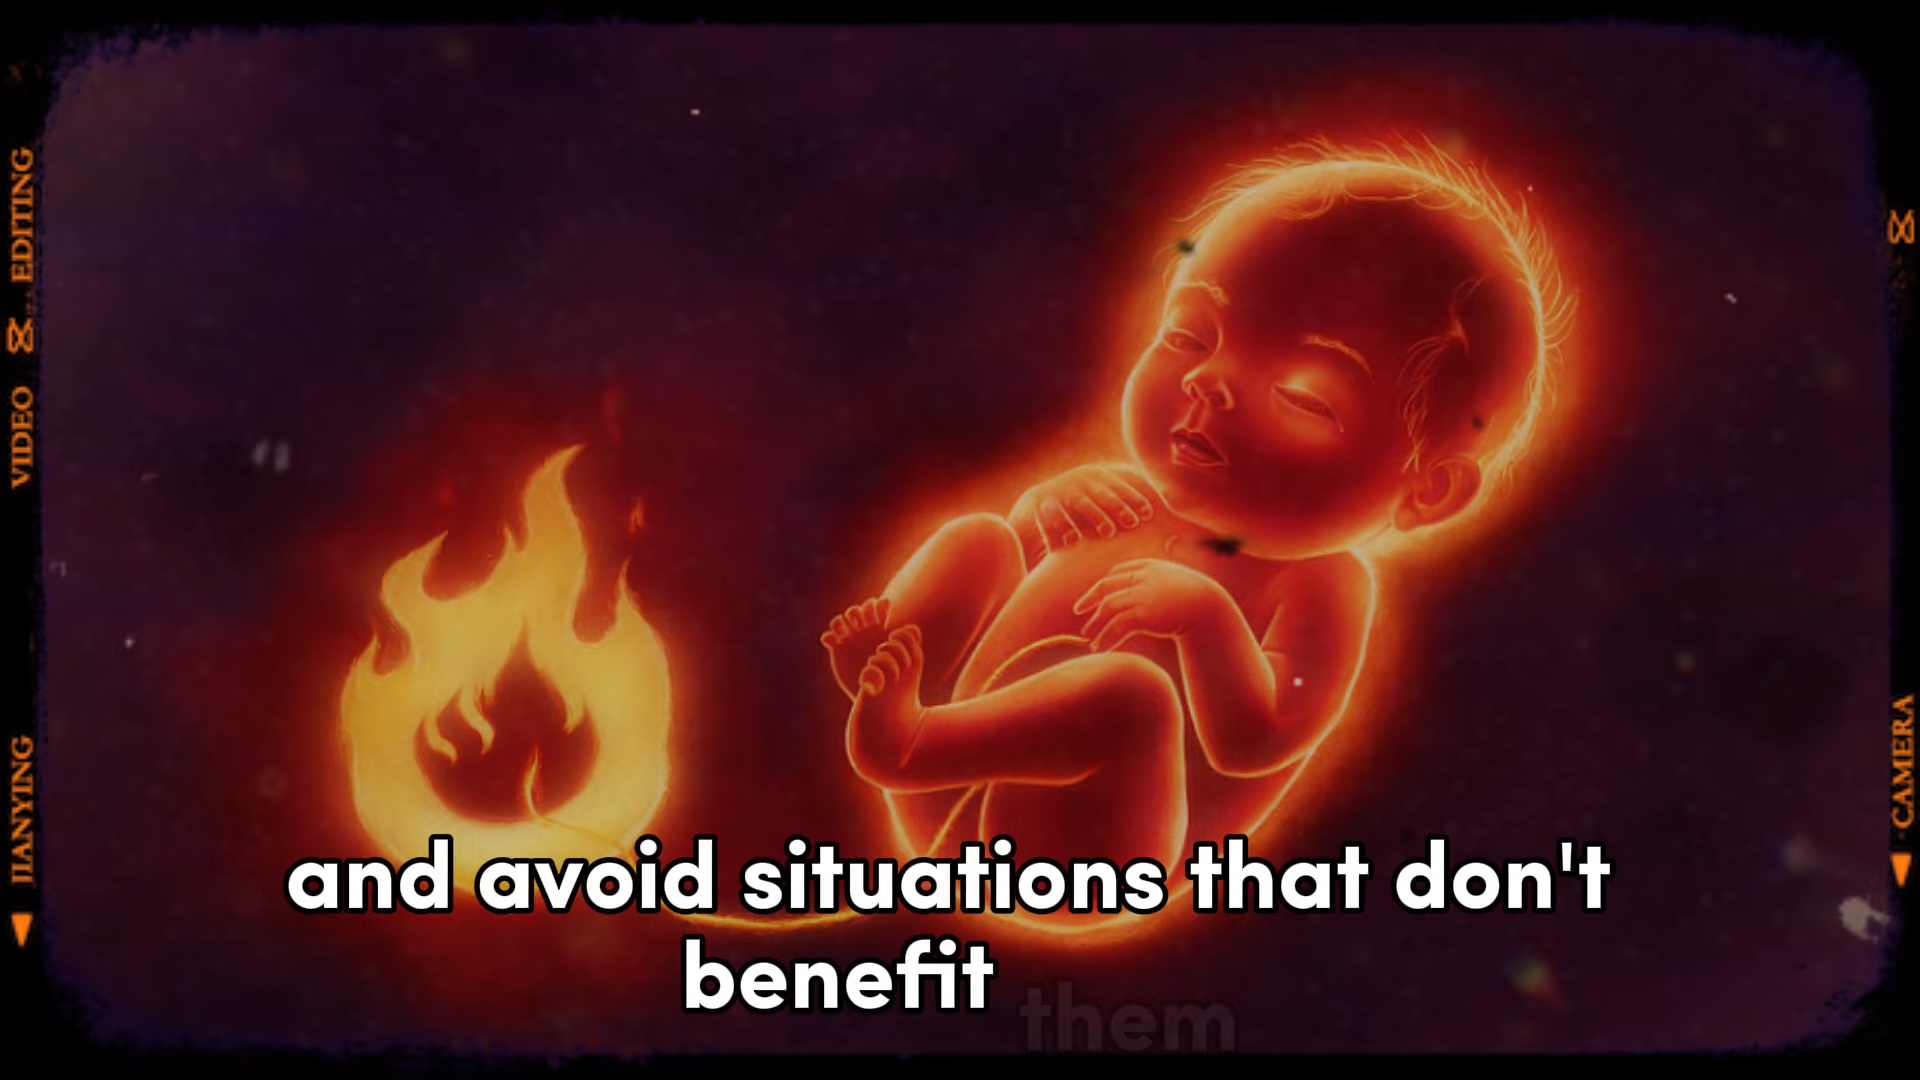 and avoid situations that don't
benefit them
VIDEO EDITING
JIANYING
CAMERA